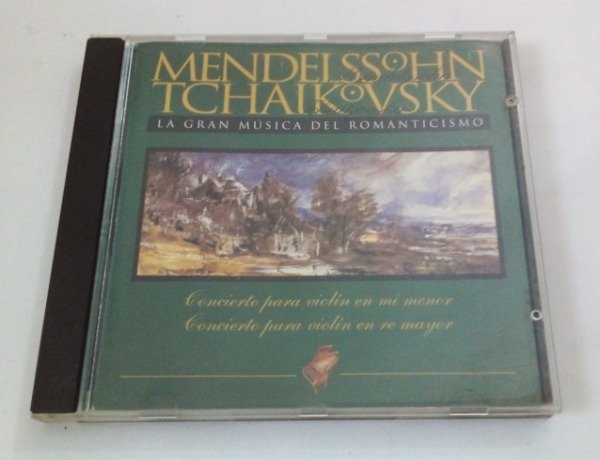 MENDELSSOHN
TCHAIKOVSKY
LA GRAN MÚSICA DEL ROMANTICISMO
Concierto para violín en mi menor
Concierto para violín en re mayor